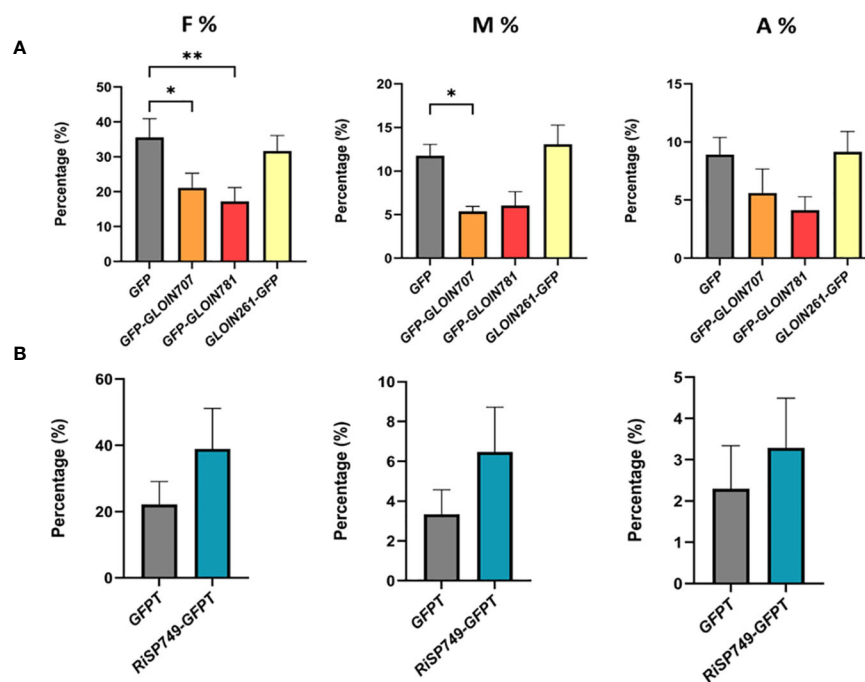 F %
M %
A %
A
Percentage (%)
50
40
30
20
10
0
**
*
GFP
GFP-GLOIN707
GFP-GLOIN781
GLOIN261-GFP
Percentage (%)
20
15
10
5
0
*
GFP
GFP-GLOIN707
GFP-GLOIN781
GLOIN261-GFP
Percentage (%)
15
10
5
0
GFP
GFP-GLOIN707
GFP-GLOIN781
GLOIN261-GFP
B
Percentage (%)
60
40
20
0
GFPT
RiSP749-GFPT
Percentage (%)
10
8
6
4
2
0
GFPT
RiSP749-GFPT
Percentage (%)
5
4
3
2
1
0
GFPT
RiSP749-GFPT